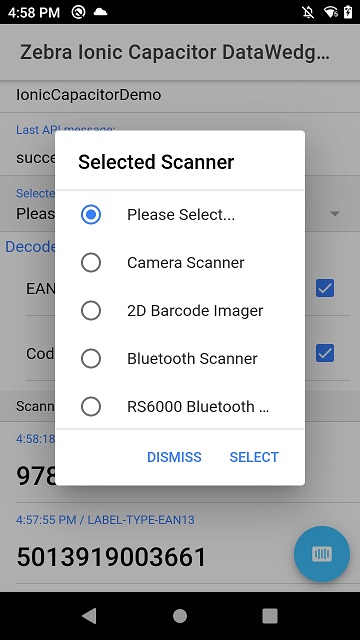 4:58 PM
Zebra Ionic Capacitor DataWedg...
IonicCapacitorDemo
Last API message:
succe
Selected Scanner
Selecte
Pleas
Please Select...
Decode
Camera Scanner
EAN
2D Barcode Imager
Cod
Bluetooth Scanner
Scann
RS6000 Bluetooth ...
4:58:18
DISMISS SELECT
978
4:57:55 PM / LABEL-TYPE-EAN13
5013919003661